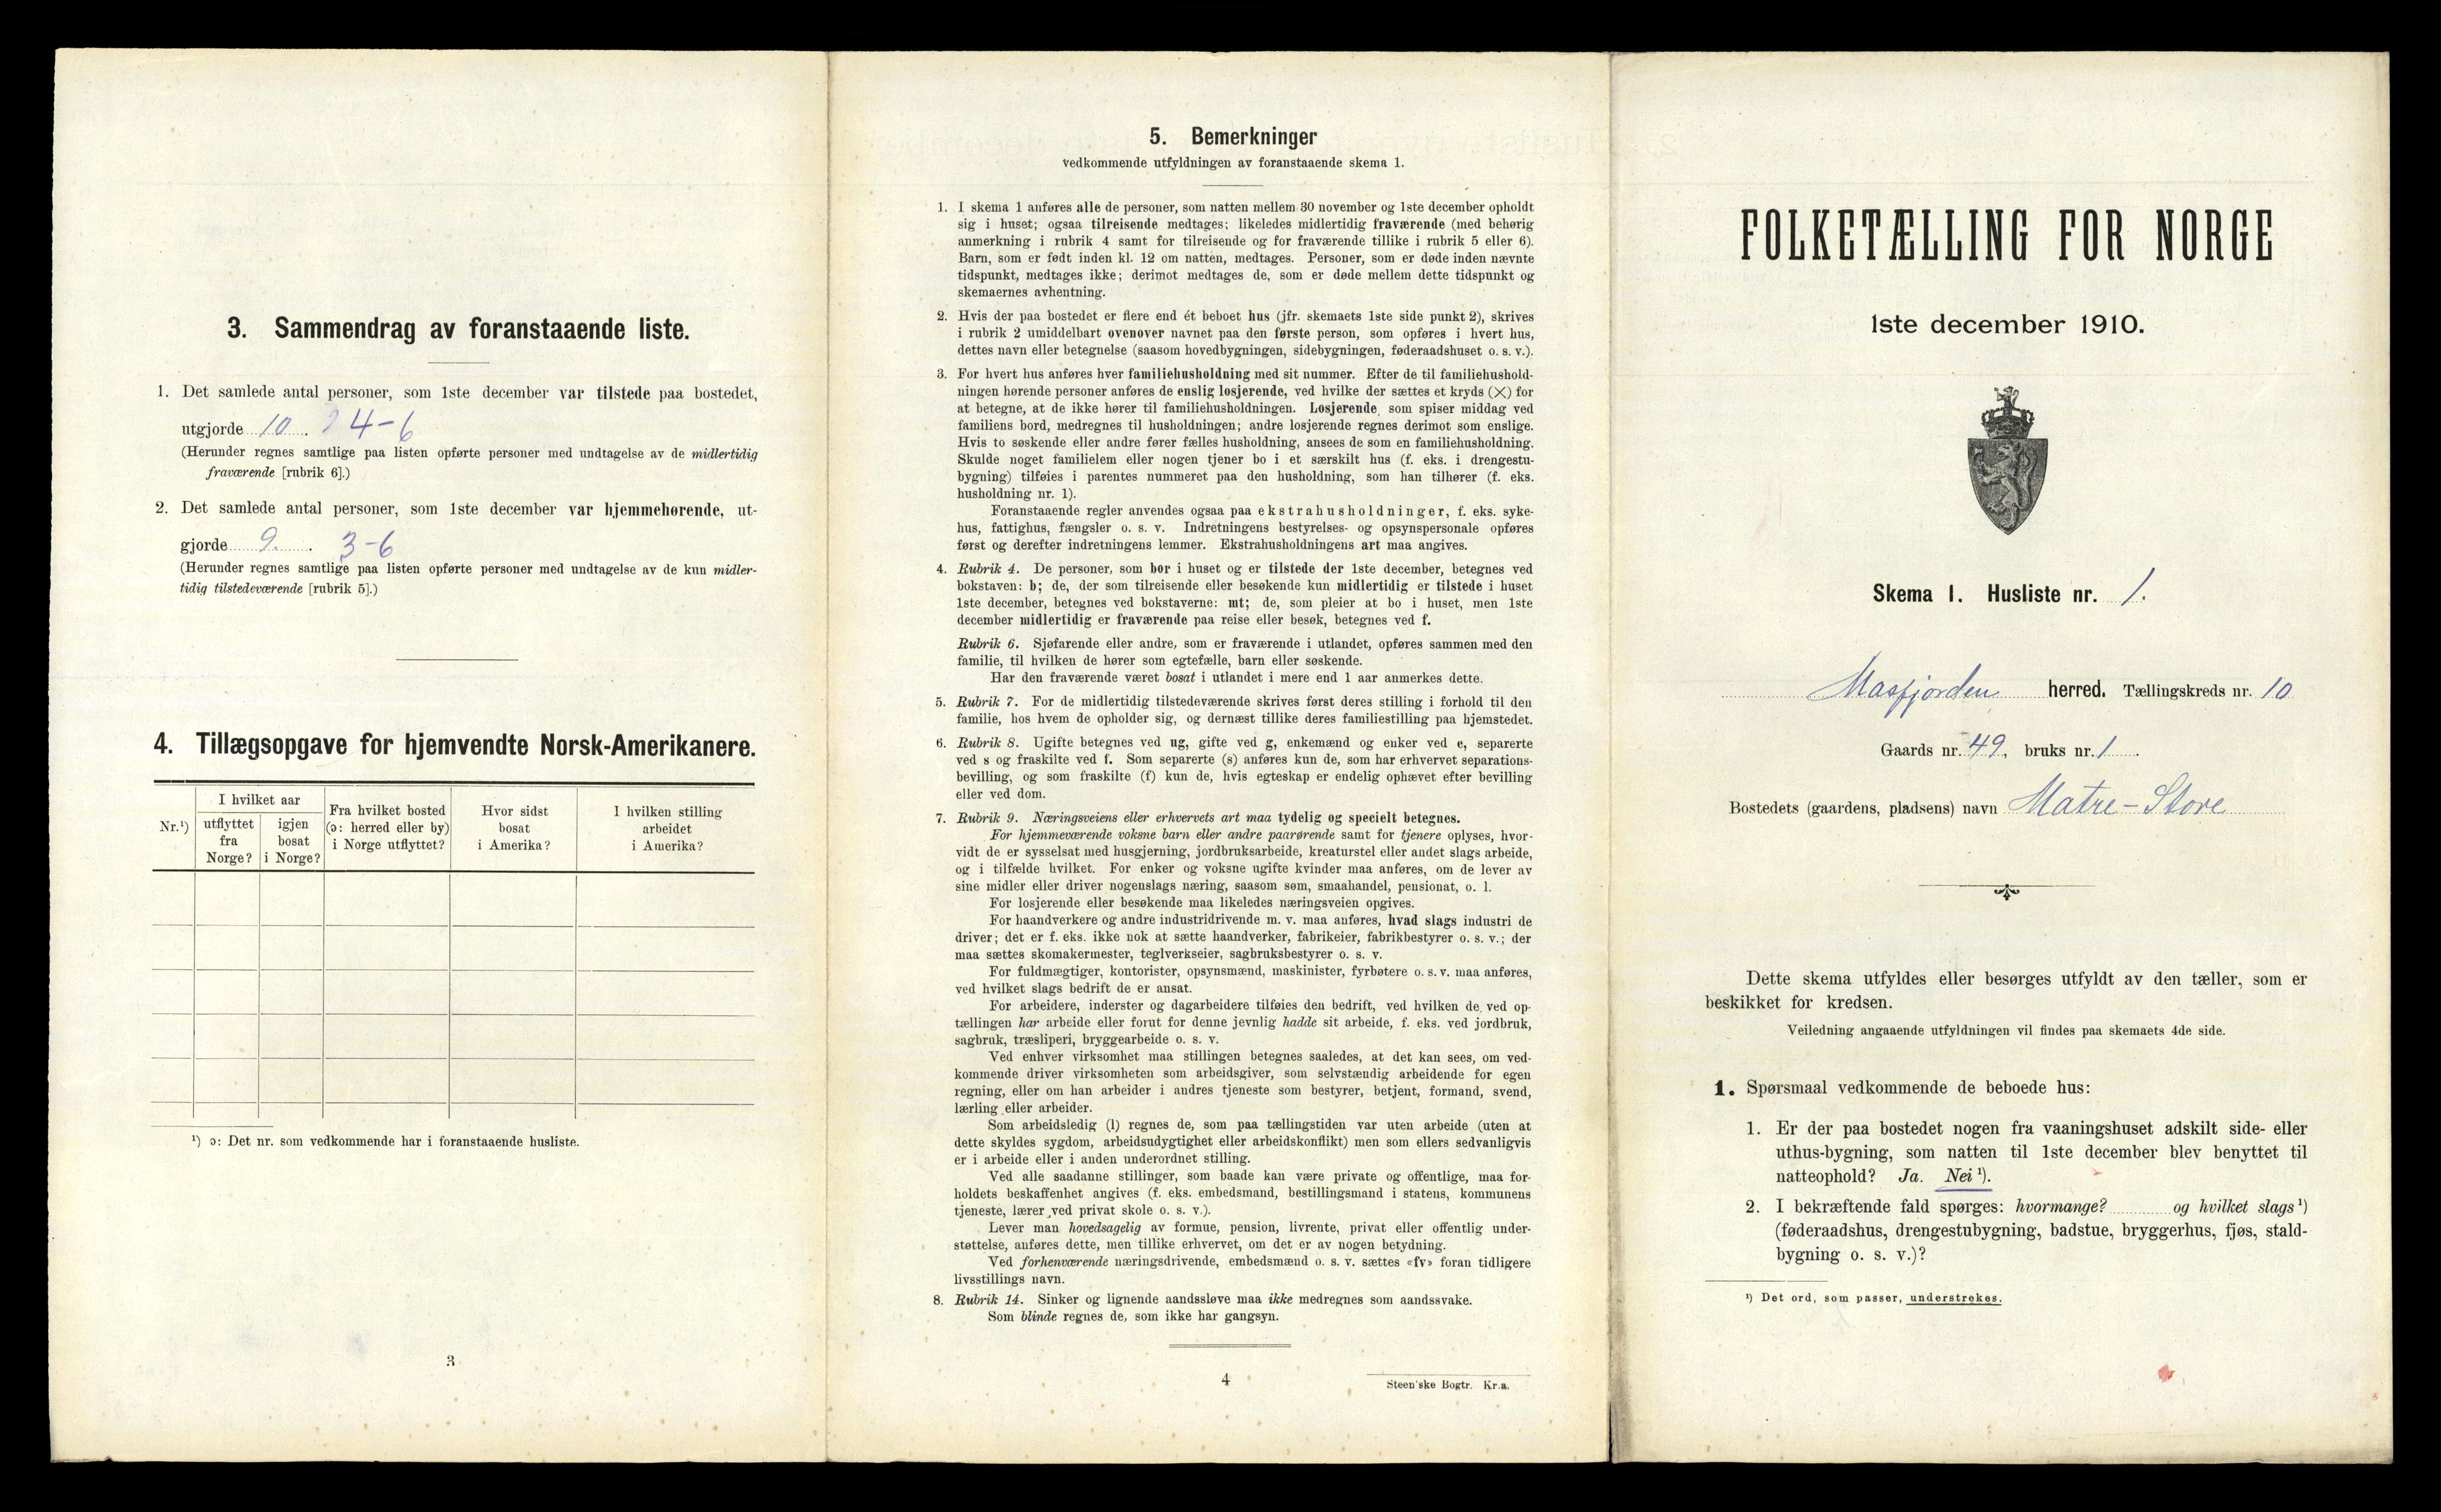 3. Sammendrag av foranstaaende liste.
1. Det samlede antal personer, som 1ste december var tilstede paa bostedet,
utgjorde 10. 4-6
(Herunder regnes samtlige paa listen opførte personer med undtagelse av de midlertidig
fraværende [rubrik 6].)
2. Det samlede antal personer, som 1ste december var hjemmehørende, ut-
gjorde 9. 3-6
(Herunder regnes samtlige paa listen opførte personer med undtagelse av de kun midler-
tidig tilstedeværende [rubrik 5].)
4. Tillægsopgave for hjemvendte Norsk-Amerikanere.
Nr.¹)
I hvilket aar
utflyttet fra Norge?
igjen bosat i Norge?
Fra hvilket bosted (ɔ: herred eller by) i Norge utflyttet?
Hvor sidst bosat i Amerika?
I hvilken stilling arbeidet i Amerika?
¹) ɔ: Det nr. som vedkommende har i foranstaaende husliste.
3
5. Bemerkninger
vedkommende utfyldningen av foranstaaende skema 1.
1. I skema 1 anføres alle de personer, som natten mellem 30 november og 1ste december opholdt
sig i huset; ogsaa tilreisende medtages; likeledes midlertidig fraværende (med behørig
anmerkning i rubrik 4 samt for tilreisende og for fraværende tillike i rubrik 5 eller 6).
Barn, som er født inden kl. 12 om natten, medtages. Personer, som er døde inden nævnte
tidspunkt, medtages ikke; derimot medtages de, som er døde mellem dette tidspunkt og
skemaernes avhentning.
2. Hvis der paa bostedet er flere end ét beboet hus (jfr. skemaets 1ste side punkt 2), skrives
i rubrik 2 umiddelbart ovenover navnet paa den første person, som opføres i hvert hus,
dettes navn eller betegnelse (saasom hovedbygningen, sidebygningen, føderaadshuset o. s. v.).
3. For hvert hus anføres hver familiehusholdning med sit nummer. Efter de til familiehushold-
ningen hørende personer anføres de enslig losjerende, ved hvilke der sættes et kryds (×) for
at betegne, at de ikke hører til familiehusholdningen. Losjerende som spiser middag ved
familiens bord, medregnes til husholdningen; andre losjerende regnes derimot som enslige.
Hvis to søskende eller andre fører fælles husholdning, ansees de som en familiehusholdning.
Skulde noget familielem eller nogen tjener bo i et særskilt hus (f. eks. i drengestu-
bygning) tilføies i parentes nummeret paa den husholdning, som han tilhører (f. eks.
husholdning nr. 1).
Foranstaaende regler anvendes ogsaa paa ekstrahusholdninger, f. eks. syke-
hus, fattighus, fængsler o. s. v. Indretningens bestyrelses- og opsynspersonale opføres
først og derefter indretningens lemmer. Ekstrahusholdningens art maa angives.
4. Rubrik 4. De personer, som bor i huset og er tilstede der 1ste december, betegnes ved
bokstaven: b; de, der som tilreisende eller besøkende kun midlertidig er tilstede i huset
1ste december, betegnes ved bokstaverne: mt; de, som pleier at bo i huset, men 1ste
december midlertidig er fraværende paa reise eller besøk, betegnes ved f.
Rubrik 6. Sjøfarende eller andre, som er fraværende i utlandet, opføres sammen med den
familie, til hvilken de hører som egtefælle, barn eller søskende.
Har den fraværende været bosat i utlandet i mere end 1 aar anmerkes dette.
5. Rubrik 7. For de midlertidig tilstedeværende skrives først deres stilling i forhold til den
familie, hos hvem de opholder sig, og dernæst tillike deres familiestilling paa hjemstedet.
6. Rubrik 8. Ugifte betegnes ved ug, gifte ved g, enkemænd og enker ved e, separerte
ved s og fraskilte ved f. Som separerte (s) anføres kun de, som har erhvervet separations-
bevilling, og som fraskilte (f) kun de, hvis egteskap er endelig ophævet efter bevilling
eller ved dom.
7. Rubrik 9. Næringsveiens eller erhvervets art maa tydelig og specielt betegnes.
For hjemmeværende voksne barn eller andre paarørende samt for tjenere oplyses, hvor-
vidt de er sysselsat med husgjerning, jordbruksarbeide, kreaturstel eller andet slags arbeide,
og i tilfælde hvilket. For enker og voksne ugifte kvinder maa anføres, om de lever av
sine midler eller driver nogenslags næring, saasom søm, smaahandel, pensionat, o. l.
For losjerende eller besøkende maa likeledes næringsveien opgives.
For haandverkere og andre industridrivende m. v. maa anføres, hvad slags industri de
driver; det er f. eks. ikke nok at sætte haandverker, fabrikeier, fabrikbestyrer o. s. v.; der
maa sættes skomakermester, teglverkseier, sagbruksbestyrer o. s. v.
For fuldmægtiger, kontorister, opsynsmænd, maskinister, fyrbøtere o. s. v. maa anføres,
ved hvilket slags bedrift de er ansat.
For arbeidere, inderster og dagarbeidere tilføies den bedrift, ved hvilken de ved op-
tællingen har arbeide eller forut for denne jevnlig hadde sit arbeide, f. eks. ved jordbruk,
sagbruk, træsliperi, bryggearbeide o. s. v.
Ved enhver virksomhet maa stillingen betegnes saaledes, at det kan sees, om ved-
kommende driver virksomheten som arbeidsgiver, som selvstændig arbeidende for egen
regning, eller om han arbeider i andres tjeneste som bestyrer, betjent, formand, svend,
lærling eller arbeider.
Som arbeidsledig (l) regnes de, som paa tællingstiden var uten arbeide (uten at
dette skyldes sygdom, arbeidsudygtighet eller arbeidskonflikt) men som ellers sedvanligvis
er i arbeide eller i anden underordnet stilling.
Ved alle saadanne stillinger, som baade kan være private og offentlige, maa for-
holdets beskaffenhet angives (f. eks. embedsmand, bestillingsmand i statens, kommunens
tjeneste, lærer ved privat skole o. s. v.).
Lever man hovedsagelig av formue, pension, livrente, privat eller offentlig under-
støttelse, anføres dette, men tillike erhvervet, om det er av nogen betydning.
Ved forhenværende næringsdrivende, embedsmænd o. s. v. sættes «fv» foran tidligere
livsstillings navn.
8. Rubrik 14. Sinker og lignende aandssløve maa ikke medregnes som aandssvake.
Som blinde regnes de, som ikke har gangsyn.
4
Steen'ske Bogtr. Kr.a.
FOLKETÆLLING FOR NORGE
1ste december 1910.
Skema 1. Husliste nr. 1.
Masfjorden herred. Tællingskreds nr. 10
Gaards nr. 49, bruks nr. 1.
Bostedets (gaardens, pladsens) navn Matre-Store
Dette skema utfyldes eller besørges utfyldt av den tæller, som er
beskikket for kredsen.
Veiledning angaaende utfyldningen vil findes paa skemaets 4de side.
1. Spørsmaal vedkommende de beboede hus:
1. Er der paa bostedet nogen fra vaaningshuset adskilt side- eller
uthus-bygning, som natten til 1ste december blev benyttet til
natteophold? Ja. Nei ¹).
2. I bekræftende fald spørges: hvormange? og hvilket slags ¹)
(føderaadshus, drengestubygning, badstue, bryggerhus, fjøs, stald-
bygning o. s. v.)?
¹) Det ord, som passer, understrekes.